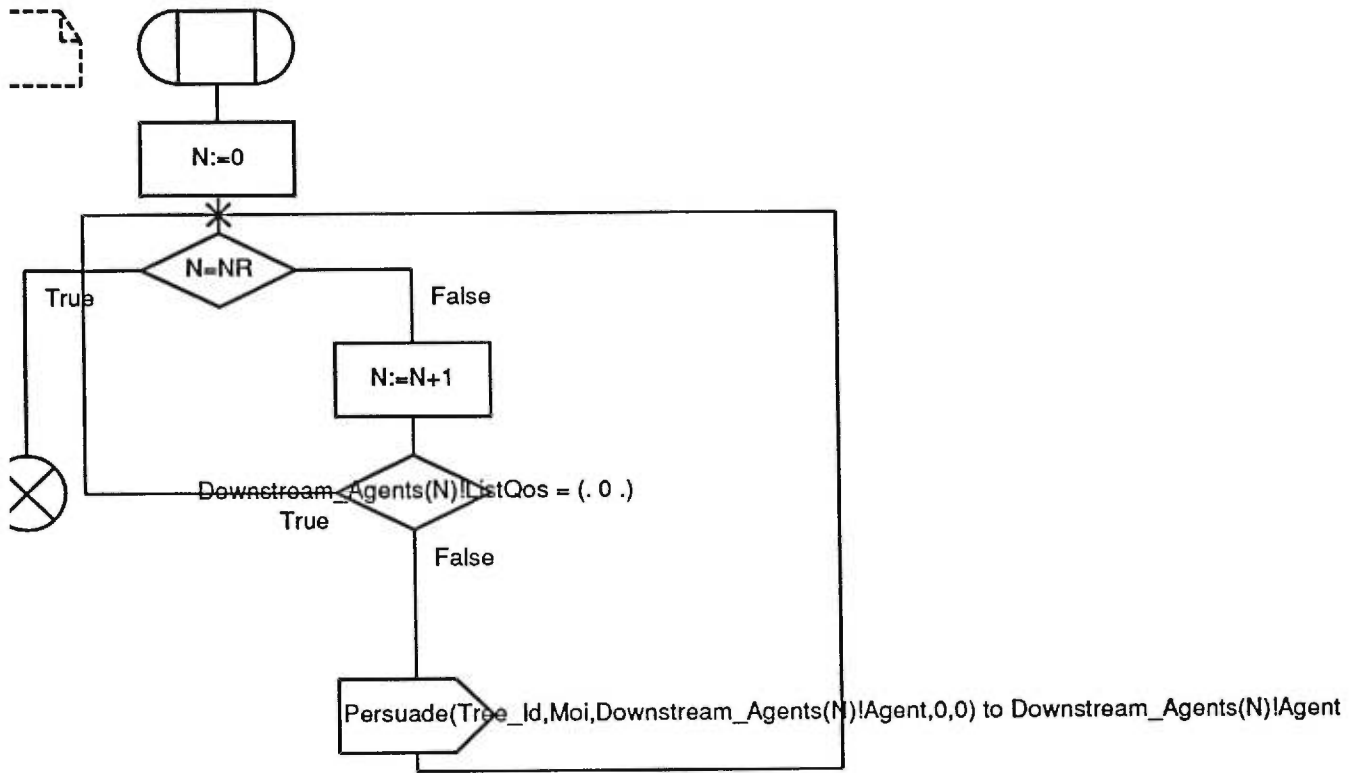 N:=0
N=NR
True
False
N:=N+1
Downstream_Agents(N)!ListQos = (. 0 .)
True
False
Persuade(Tree_Id,Moi,Downstream_Agents(N)!Agent,0,0) to Downstream_Agents(N)!Agent